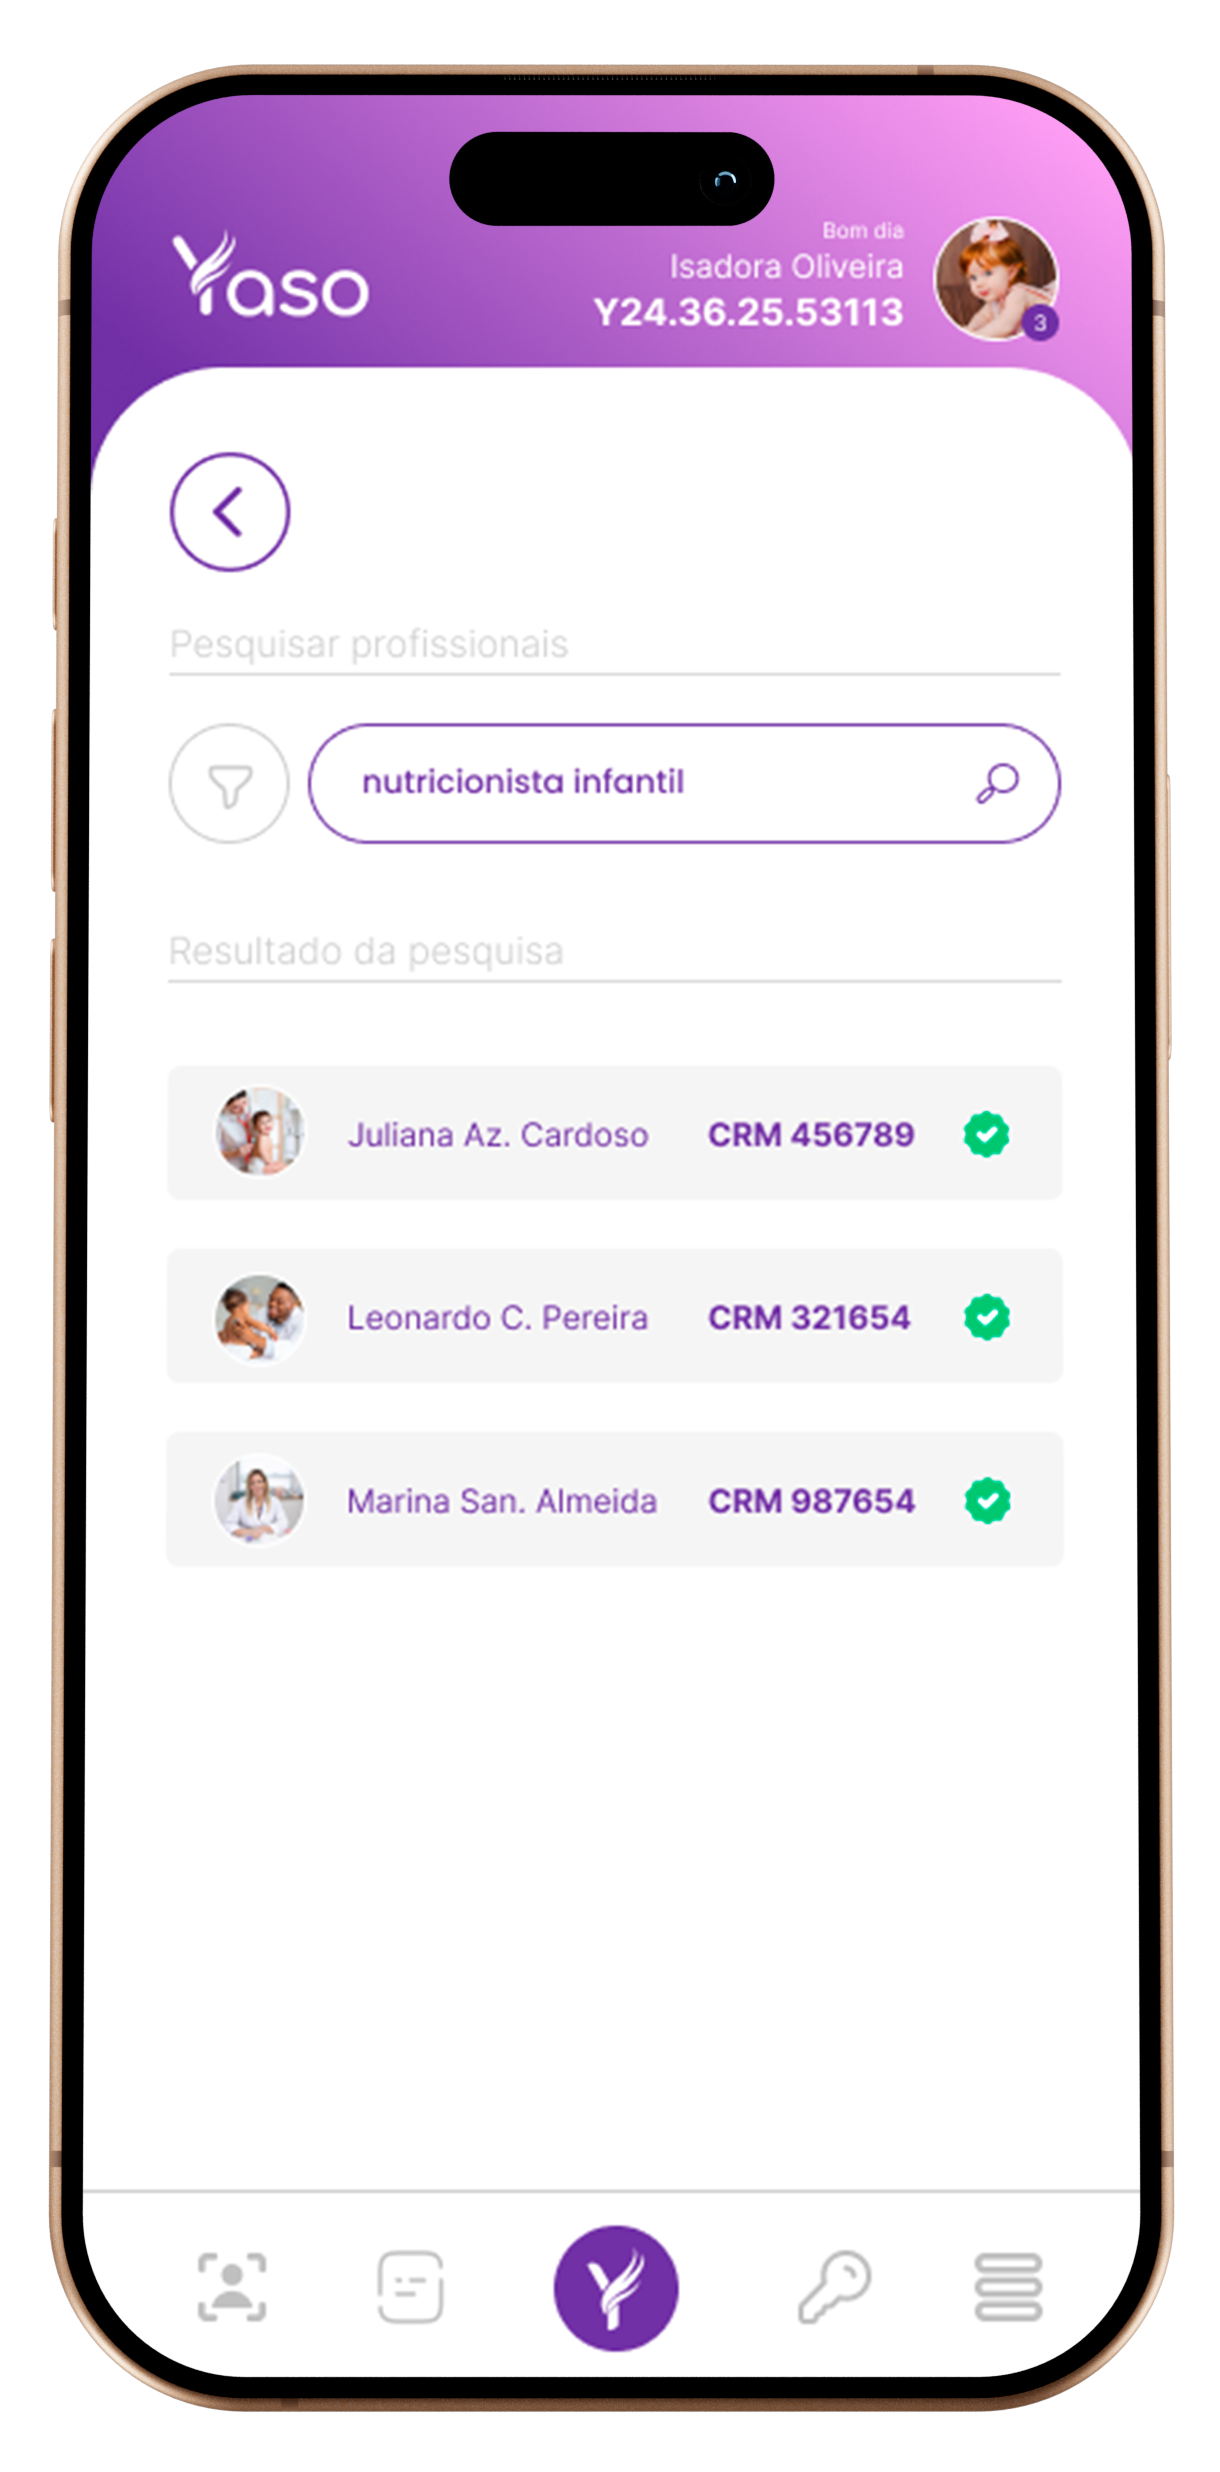 Yaso
Bom dia
Isadora Oliveira
Y24.36.25.53113
3
Pesquisar profissionais
nutricionista infantil
Resultado da pesquisa
Juliana Az. Cardoso CRM 456789
Leonardo C. Pereira CRM 321654
Marina San. Almeida CRM 987654